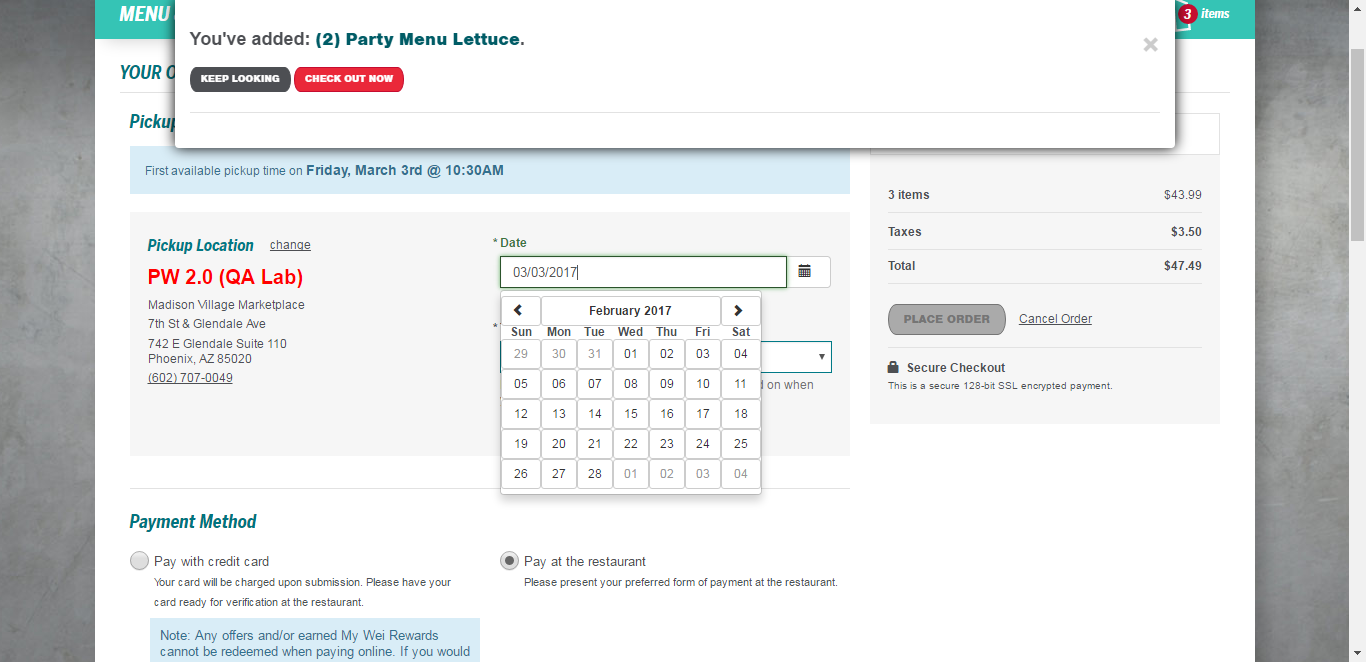 MENU
3 items
You've added: (2) Party Menu Lettuce.
KEEP LOOKING CHECK OUT NOW
YOUR
Pickup
First available pickup time on Friday, March 3rd @ 10:30AM
Pickup Location change
PW 2.0 (QA Lab)
Madison Village Marketplace
7th St & Glendale Ave
742 E Glendale Suite 110
Phoenix, AZ 85020
(602) 707-0049
* Date
03/03/2017
February 2017
Sun Mon Tue Wed Thu Fri Sat
29 30 31 01 02 03 04
05 06 07 08 09 10 11
12 13 14 15 16 17 18
19 20 21 22 23 24 25
26 27 28 01 02 03 04
*
on when
3 items $43.99
Taxes $3.50
Total $47.49
PLACE ORDER Cancel Order
Secure Checkout
This is a secure 128-bit SSL encrypted payment.
Payment Method
Pay with credit card
Your card will be charged upon submission. Please have your
card ready for verification at the restaurant.
Note: Any offers and/or earned My Wei Rewards
cannot be redeemed when paying online. If you would
Pay at the restaurant
Please present your preferred form of payment at the restaurant.